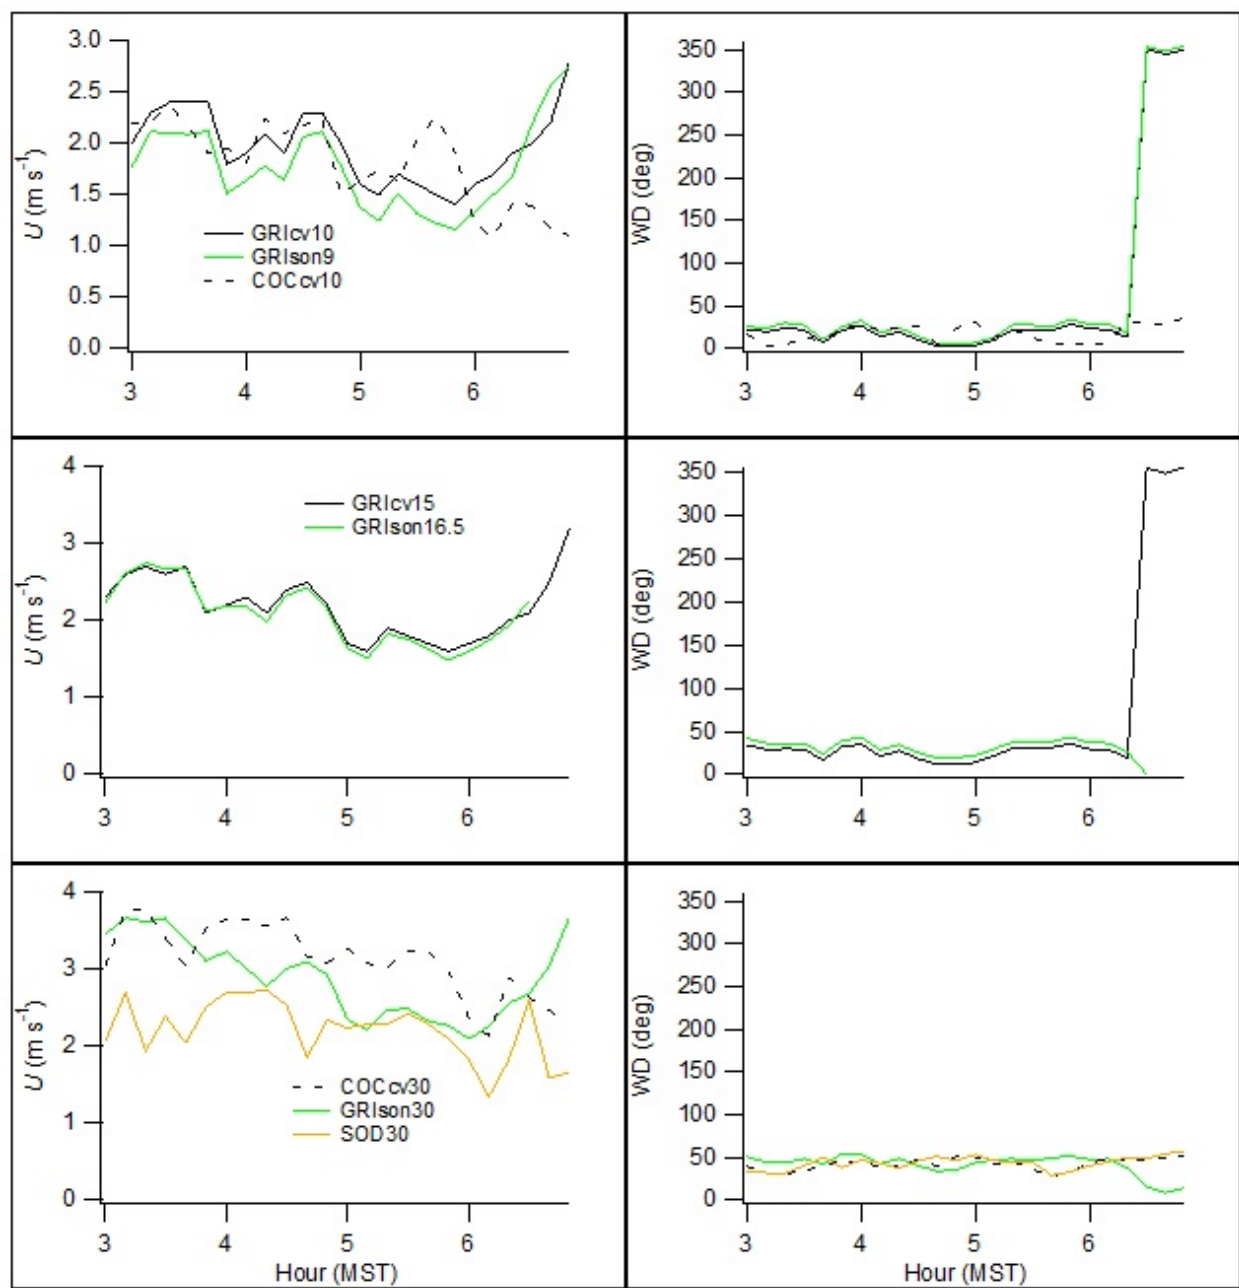 3.0
2.5
2.0
1.5
1.0
0.5
0.0
U (m s⁻¹)
GRIcv10
GRIson9
COCcv10
3 4 5 6
350
300
250
200
150
100
50
0
WD (deg)
3 4 5 6
4
3
2
1
0
U (m s⁻¹)
GRIcv15
GRIson16.5
3 4 5 6
350
300
250
200
150
100
50
0
WD (deg)
3 4 5 6
4
3
2
1
0
U (m s⁻¹)
COCcv30
GRIson30
SOD30
3 4 5 6
Hour (MST)
350
300
250
200
150
100
50
0
WD (deg)
3 4 5 6
Hour (MST)